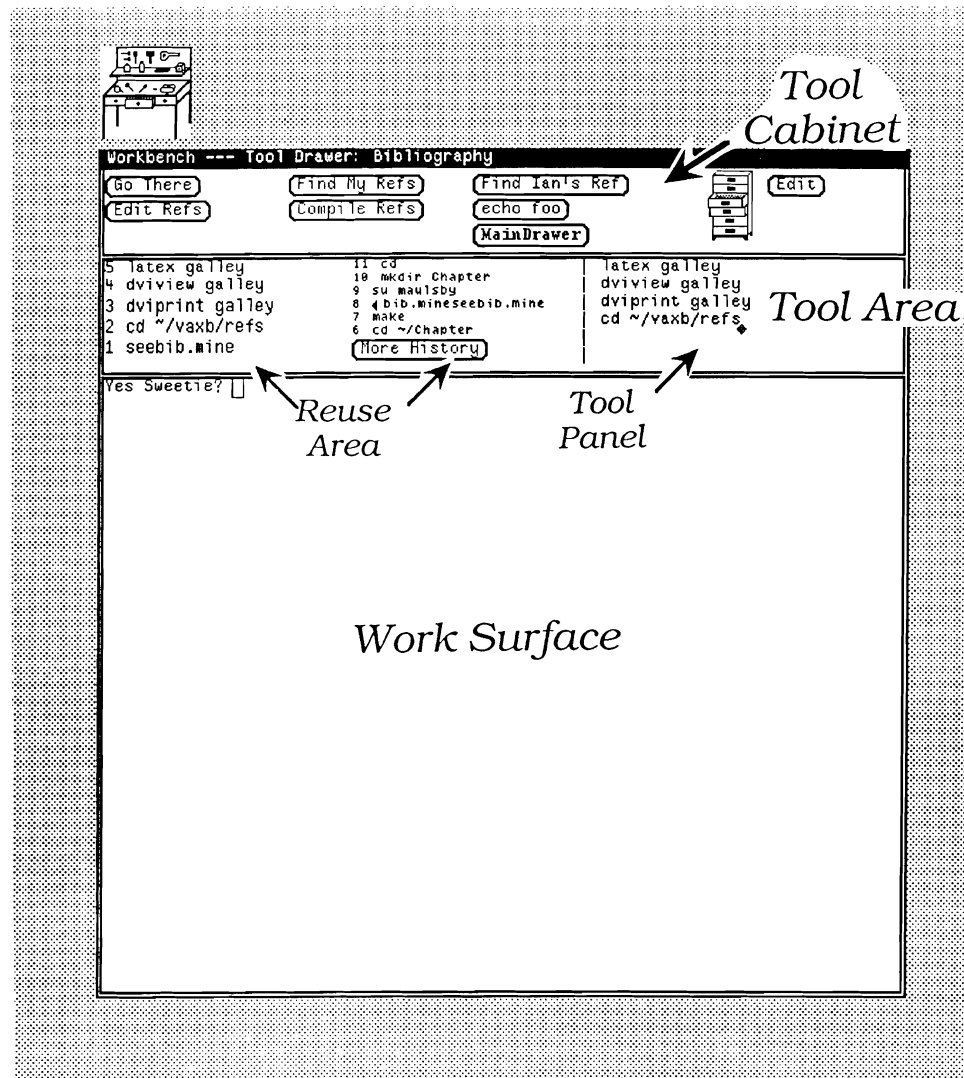 Tool
Cabinet
Workbench --- Tool Drawer: Bibliography
Go There
Find My Refs
Find Ian's Ref
Edit
Edit Refs
Compile Refs
echo foo
MainDrawer
5 latex galley
4 dviview galley
3 dviprint galley
2 cd ~/vaxb/refs
1 seebib.mine
11 cd
10 mkdir Chapter
9 su maulsby
8 bib.mineseebib.mine
7 make
6 cd ~/Chapter
More History
latex galley
dviview galley
dviprint galley
cd ~/vaxb/refs
Tool Area
Yes Sweetie?
Reuse
Area
Tool
Panel
Work Surface